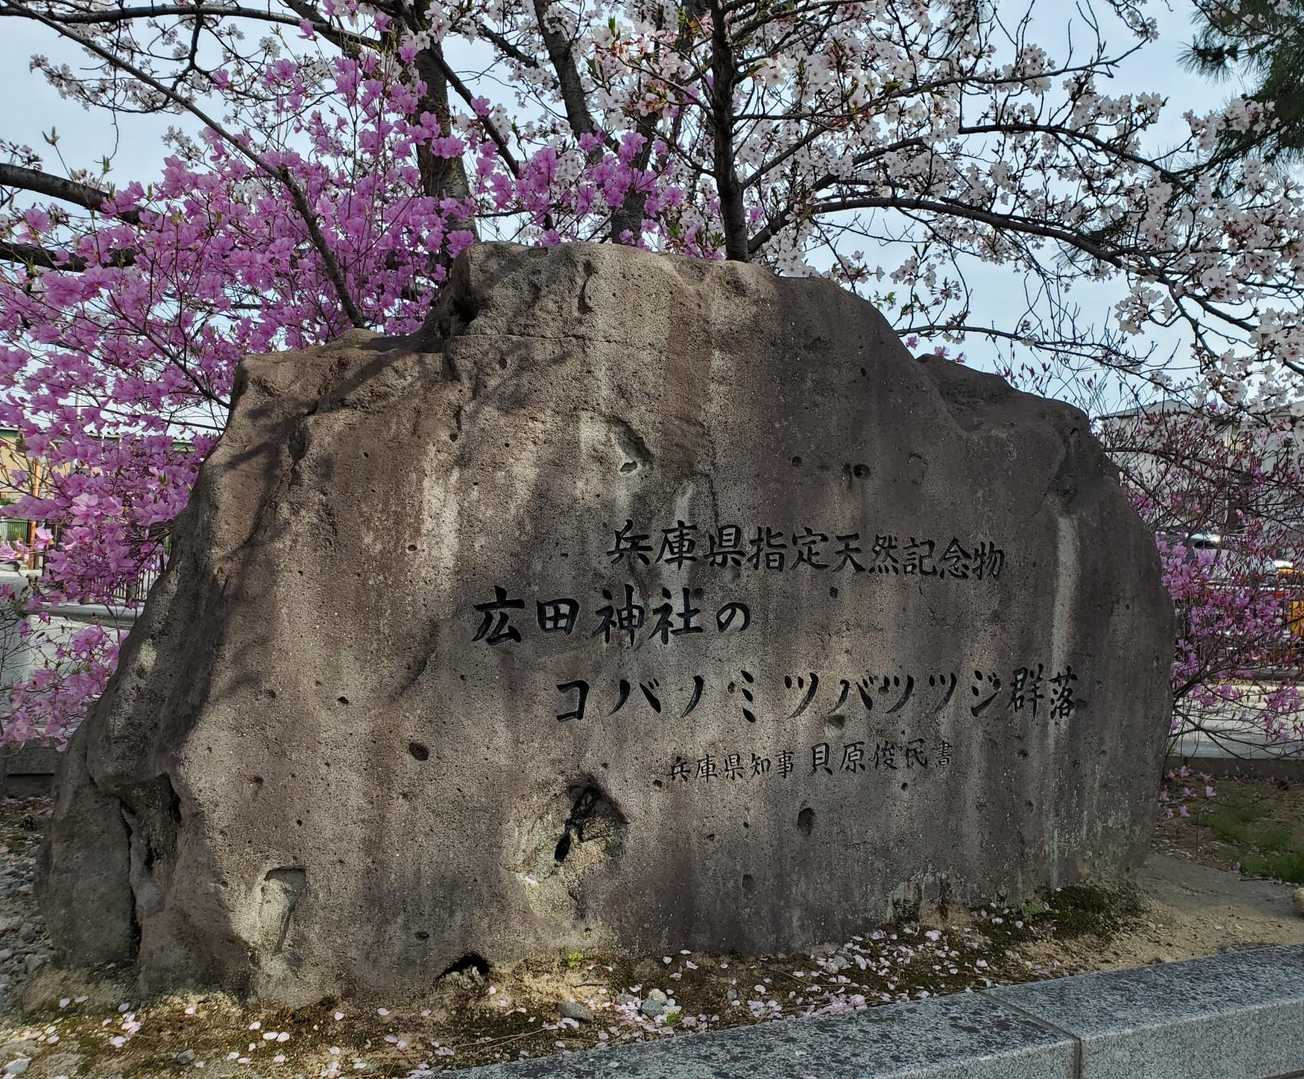 兵庫県指定天然記念物
広田神社の
コバノミツバツツジ群落
兵庫県知事 貝原俊民書